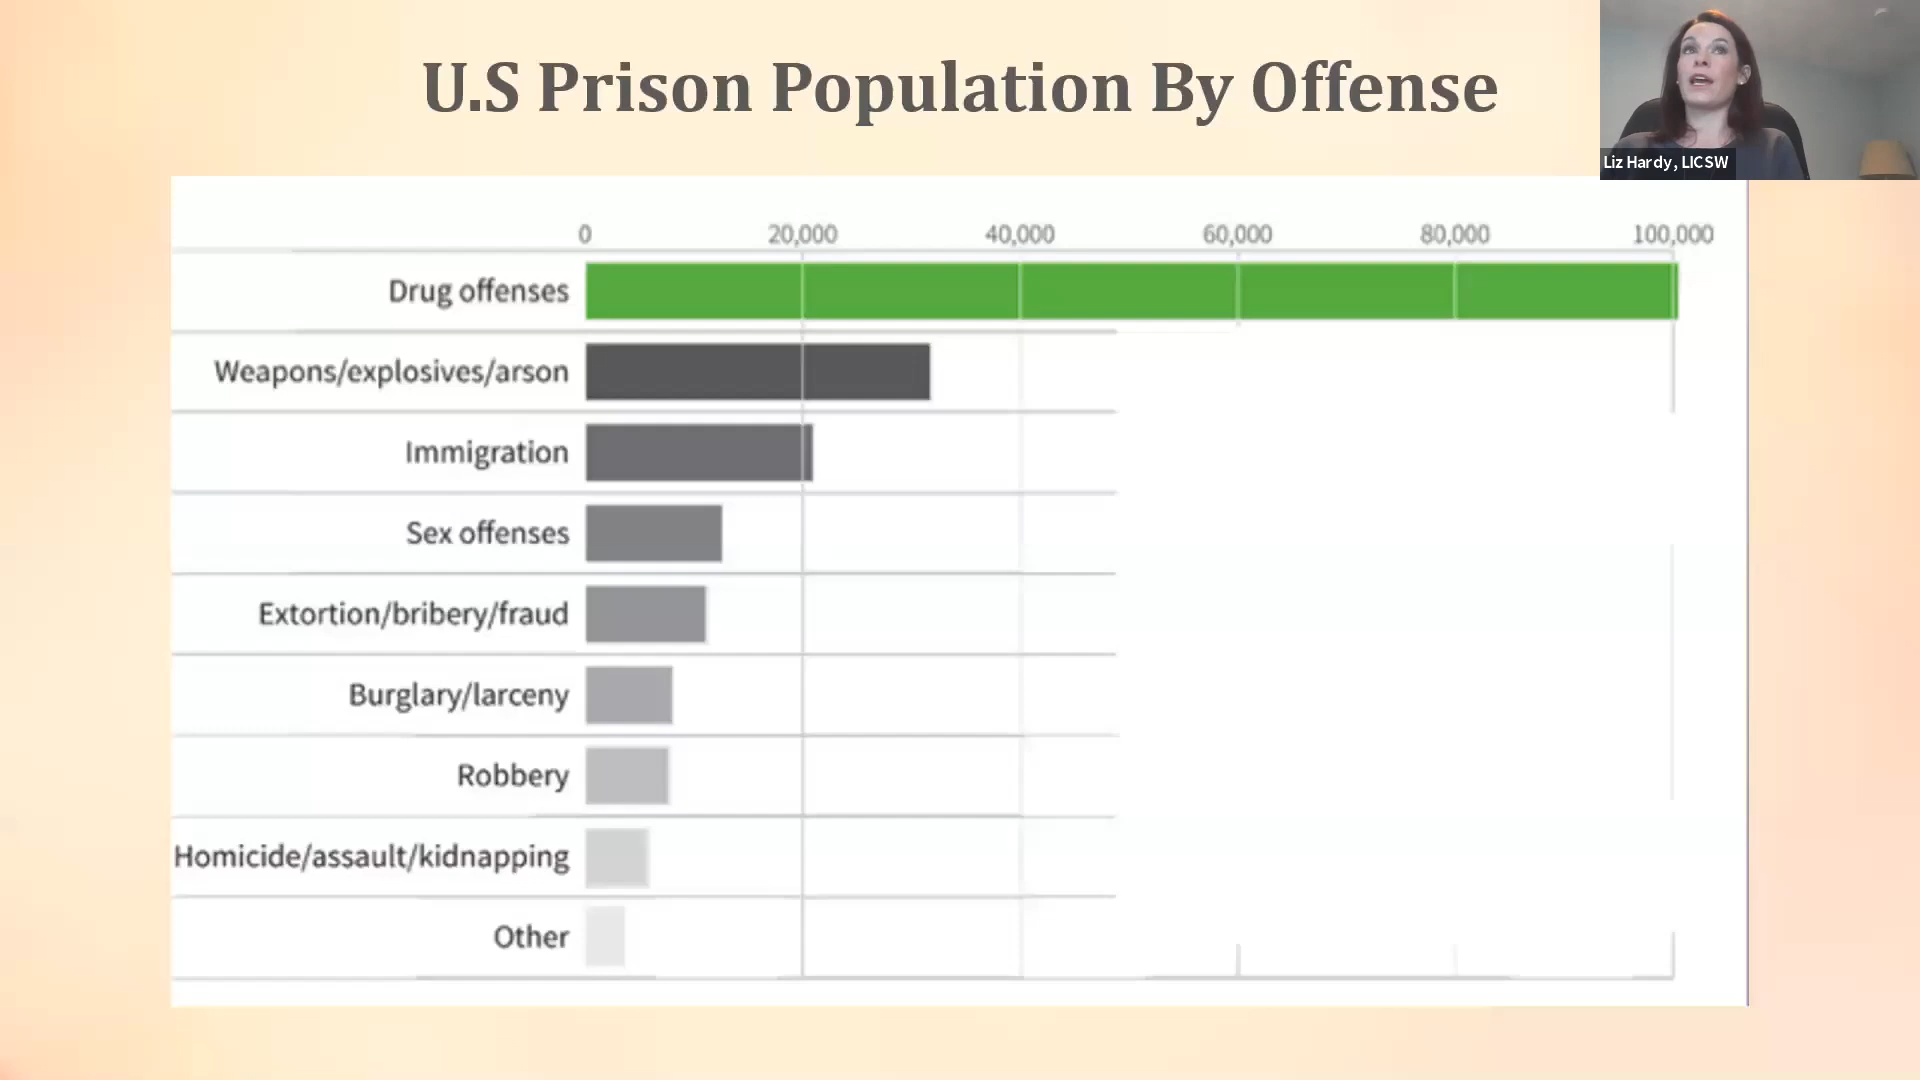 U.S Prison Population By Offense
Liz Hardy, LICSW
0 20,000 40,000 60,000 80,000 100,000
Drug offenses
Weapons/explosives/arson
Immigration
Sex offenses
Extortion/bribery/fraud
Burglary/larceny
Robbery
Homicide/assault/kidnapping
Other